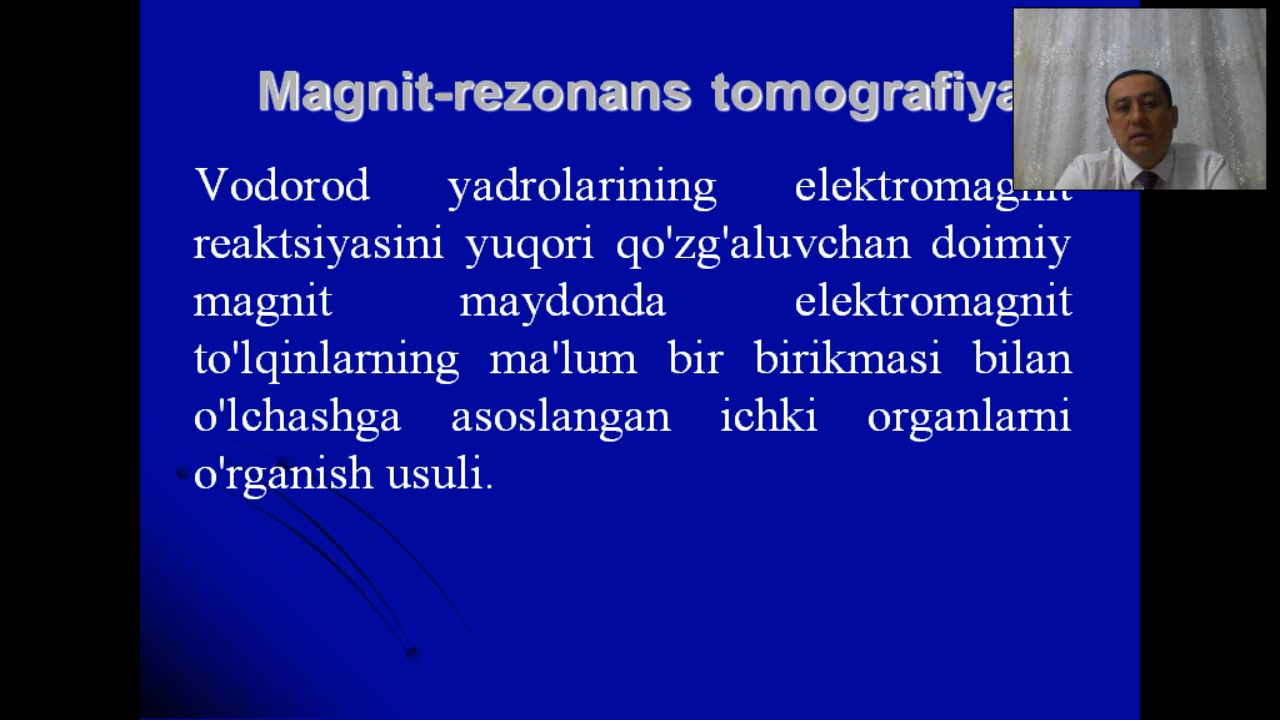 Magnit-rezonans tomografiya
Vodorod yadrolarining elektromagnit
reaktsiyasini yuqori qo'zg'aluvchan doimiy
magnit maydonda elektromagnit
to'lqinlarning ma'lum bir birikmasi bilan
o'lchashga asoslangan ichki organlarni
o'rganish usuli.